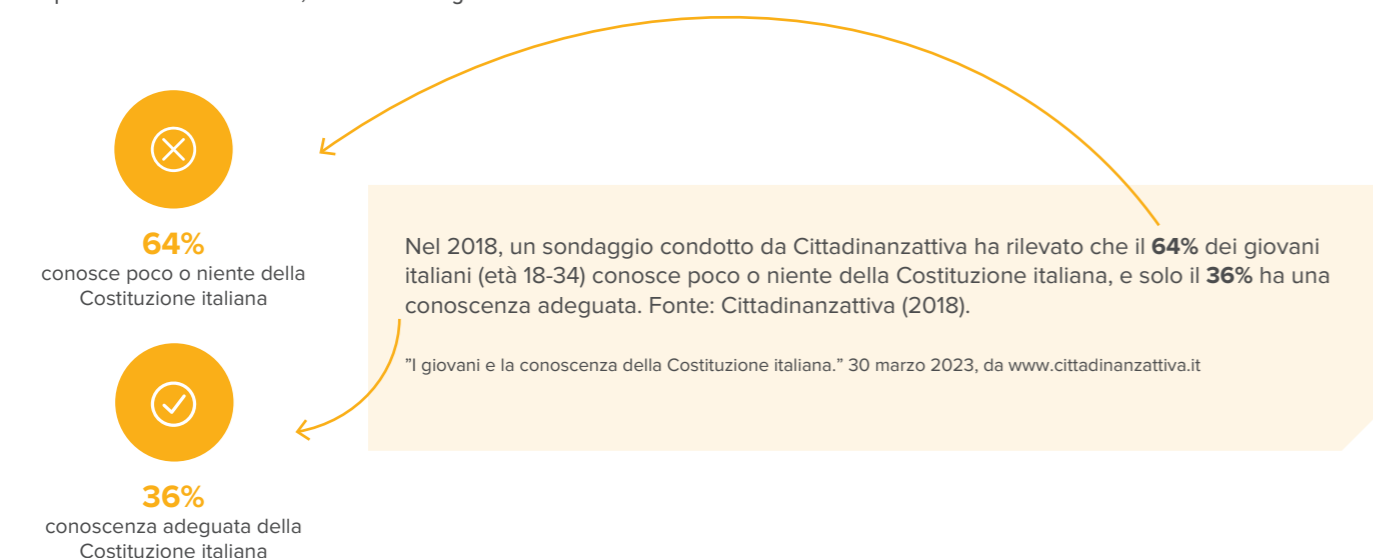 64%
conosce poco o niente della
Costituzione italiana
36%
conoscenza adeguata della
Costituzione italiana
Nel 2018, un sondaggio condotto da Cittadinanzattiva ha rilevato che il 64% dei giovani
italiani (età 18-34) conosce poco o niente della Costituzione italiana, e solo il 36% ha una
conoscenza adeguata. Fonte: Cittadinanzattiva (2018).
"I giovani e la conoscenza della Costituzione italiana." 30 marzo 2023, da www.cittadinanzattiva.it